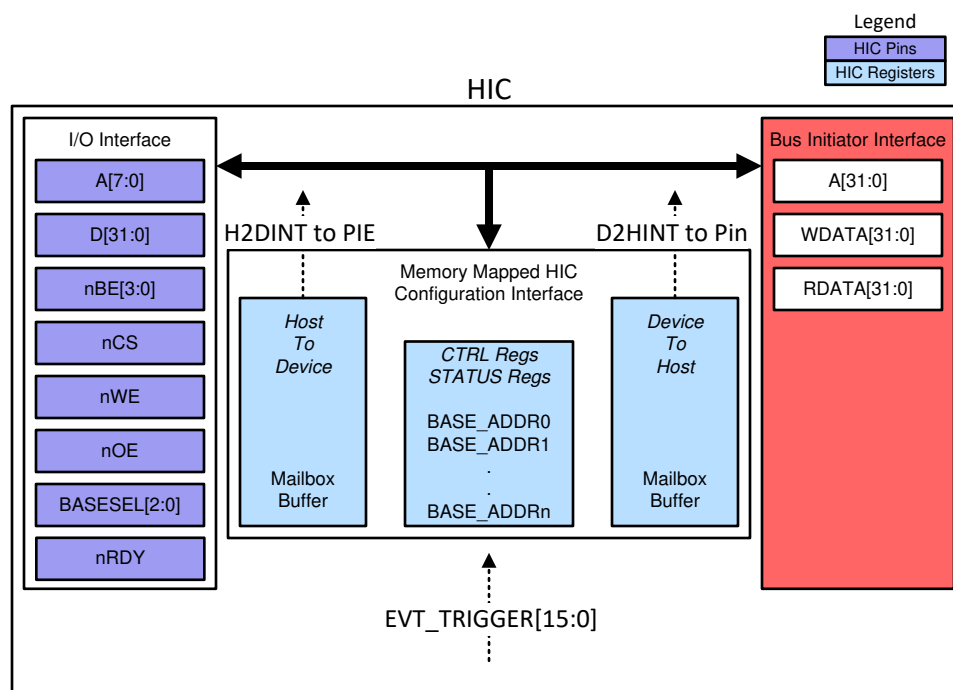 Legend
HIC Pins
HIC Registers
HIC
I/O Interface
A[7:0]
D[31:0]
nBE[3:0]
nCS
nWE
nOE
BASESEL[2:0]
nRDY
H2DINT to PIE
D2HINT to Pin
Memory Mapped HIC
Configuration Interface
Host
To
Device
Mailbox
Buffer
CTRL Regs
STATUS Regs
BASE_ADDR0
BASE_ADDR1
.
.
BASE_ADDRn
Device
To
Host
Mailbox
Buffer
EVT_TRIGGER[15:0]
Bus Initiator Interface
A[31:0]
WDATA[31:0]
RDATA[31:0]